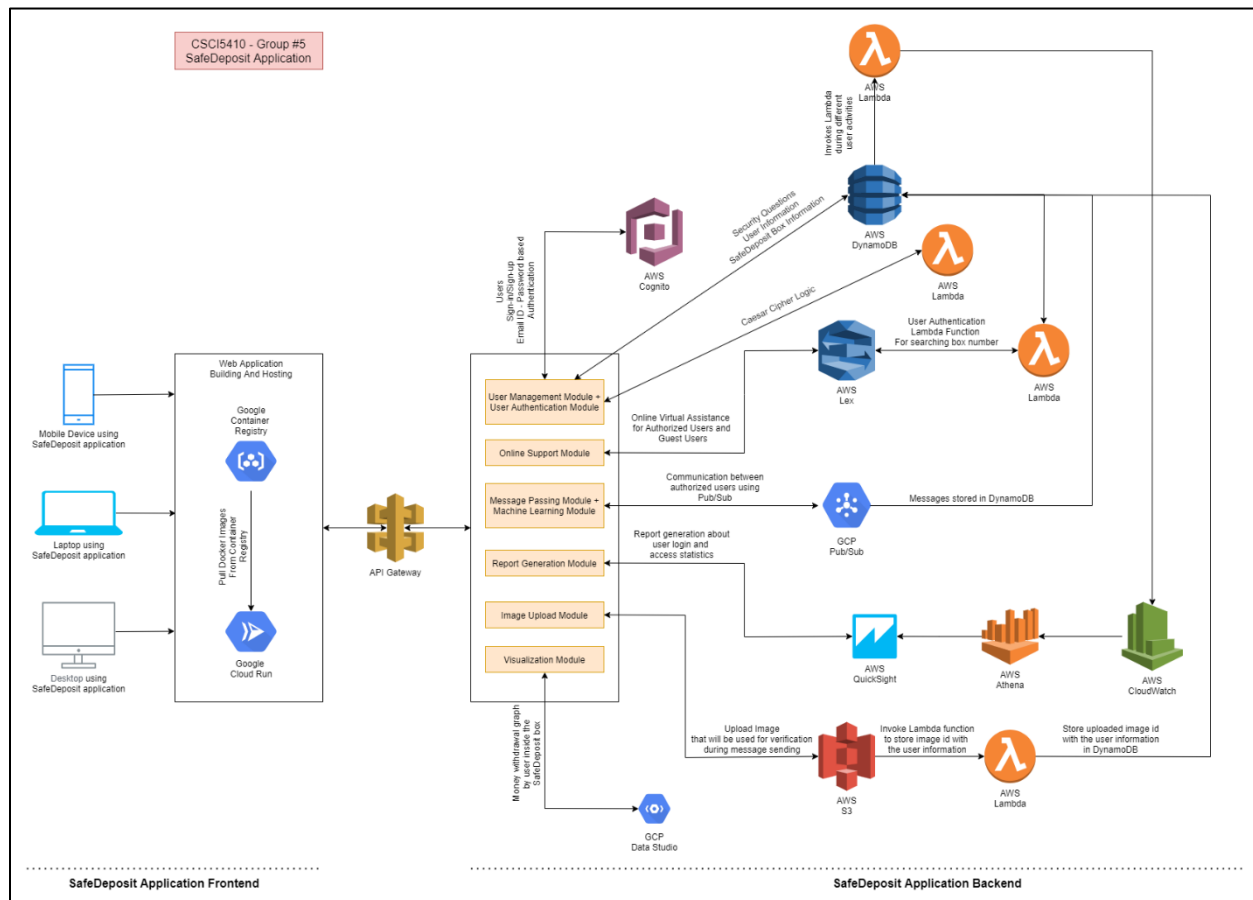 CSCI5410 - Group #5
SafeDeposit Application
AWS
Lambda
Invokes Lambda
during different
user activities
AWS
DynamoDB
Security Questions
User Information
SafeDeposit Box Information
AWS
Cognito
Users
Sign-in/Sign-up
Email ID - Password based
Authentication
AWS
Lambda
Caesar Cipher Logic
User Authentication
Lambda Function
For searching box number
AWS
Lex
AWS
Lambda
Web Application
Building And Hosting
Google
Container
Registry
Pull Docker Images
From Container
Registry
Google
Cloud Run
Mobile Device using
SafeDeposit application
Laptop using
SafeDeposit application
Desktop using
SafeDeposit application
API Gateway
User Management Module +
User Authentication Module
Online Support Module
Message Passing Module +
Machine Learning Module
Report Generation Module
Image Upload Module
Visualization Module
Online Virtual Assistance
for Authorized Users and
Guest Users
Communication between
authorized users using
Pub/Sub
GCP
Pub/Sub
Messages stored in DynamoDB
Report generation about
user login and
access statistics
AWS
QuickSight
AWS
Athena
AWS
CloudWatch
Upload Image
that will be used for verification
during message sending
AWS
S3
Invoke Lambda function
to store image id with
the user information
AWS
Lambda
Store uploaded image id
with the user information
in DynamoDB
Money withdrawal graph
by user inside the
SafeDeposit box
GCP
Data Studio
SafeDeposit Application Frontend
SafeDeposit Application Backend